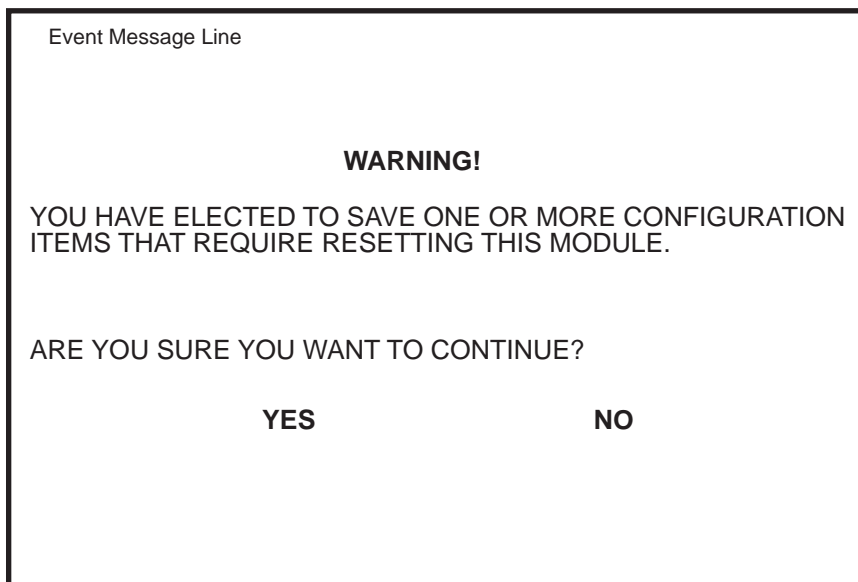 Event Message Line
WARNING!
YOU HAVE ELECTED TO SAVE ONE OR MORE CONFIGURATION
ITEMS THAT REQUIRE RESETTING THIS MODULE.
ARE YOU SURE YOU WANT TO CONTINUE?
YES NO